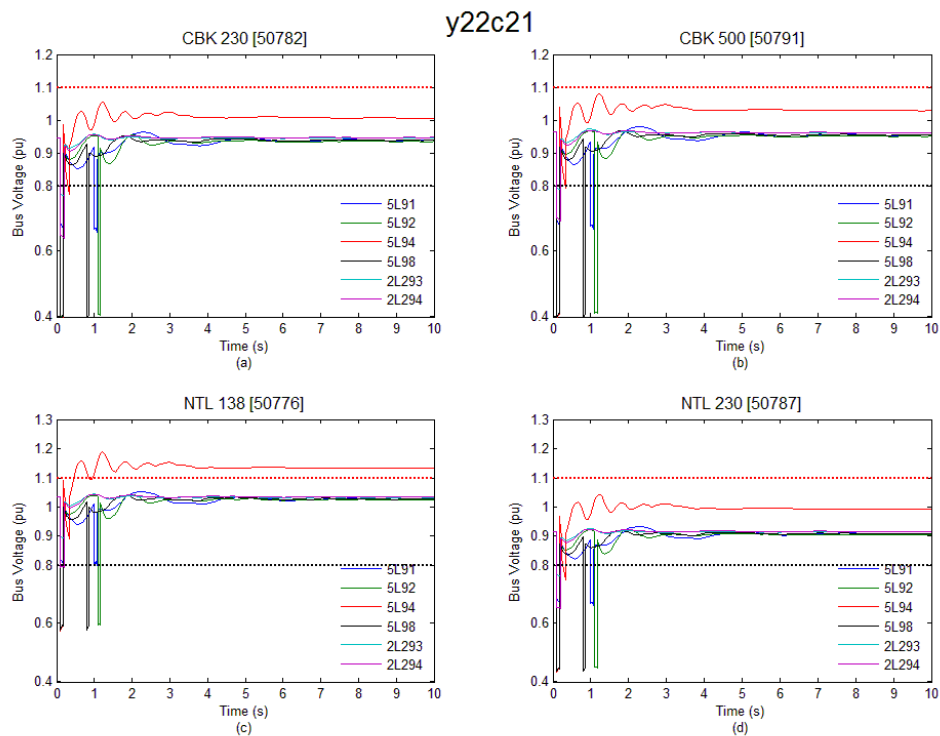 y22c21
CBK 230 [50782]
1.2
1.1
1
0.9
0.8
0.6
0.4
Bus Voltage (pu)
5L91
5L92
5L94
5L98
2L293
2L294
0 1 2 3 4 5 6 7 8 9 10
Time (s)
(a)
CBK 500 [50791]
1.2
1.1
1
0.9
0.8
0.6
0.4
Bus Voltage (pu)
5L91
5L92
5L94
5L98
2L293
2L294
0 1 2 3 4 5 6 7 8 9 10
Time (s)
(b)
NTL 138 [50776]
1.3
1.2
1.1
1
0.9
0.8
0.6
0.4
Bus Voltage (pu)
5L91
5L92
5L94
5L98
2L293
2L294
0 1 2 3 4 5 6 7 8 9 10
Time (s)
(c)
NTL 230 [50787]
1.3
1.2
1.1
1
0.9
0.8
0.6
0.4
Bus Voltage (pu)
5L91
5L92
5L94
5L98
2L293
2L294
0 1 2 3 4 5 6 7 8 9 10
Time (s)
(d)